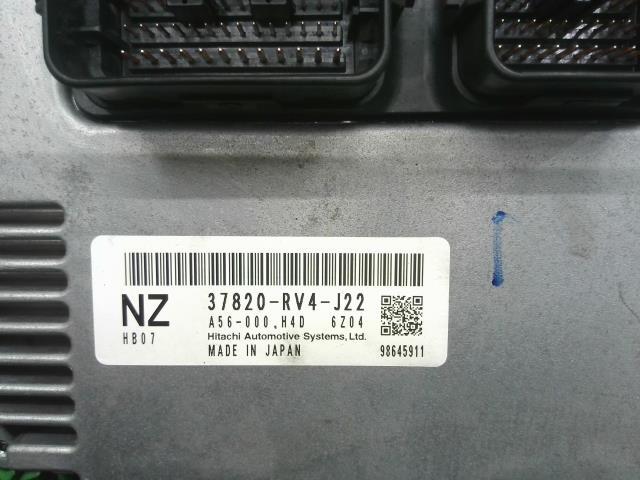 NZ 37820-RV4-J22
A56-000,H4D 6Z04
HB07 Hitachi Automotive Systems, Ltd.
MADE IN JAPAN 98645911